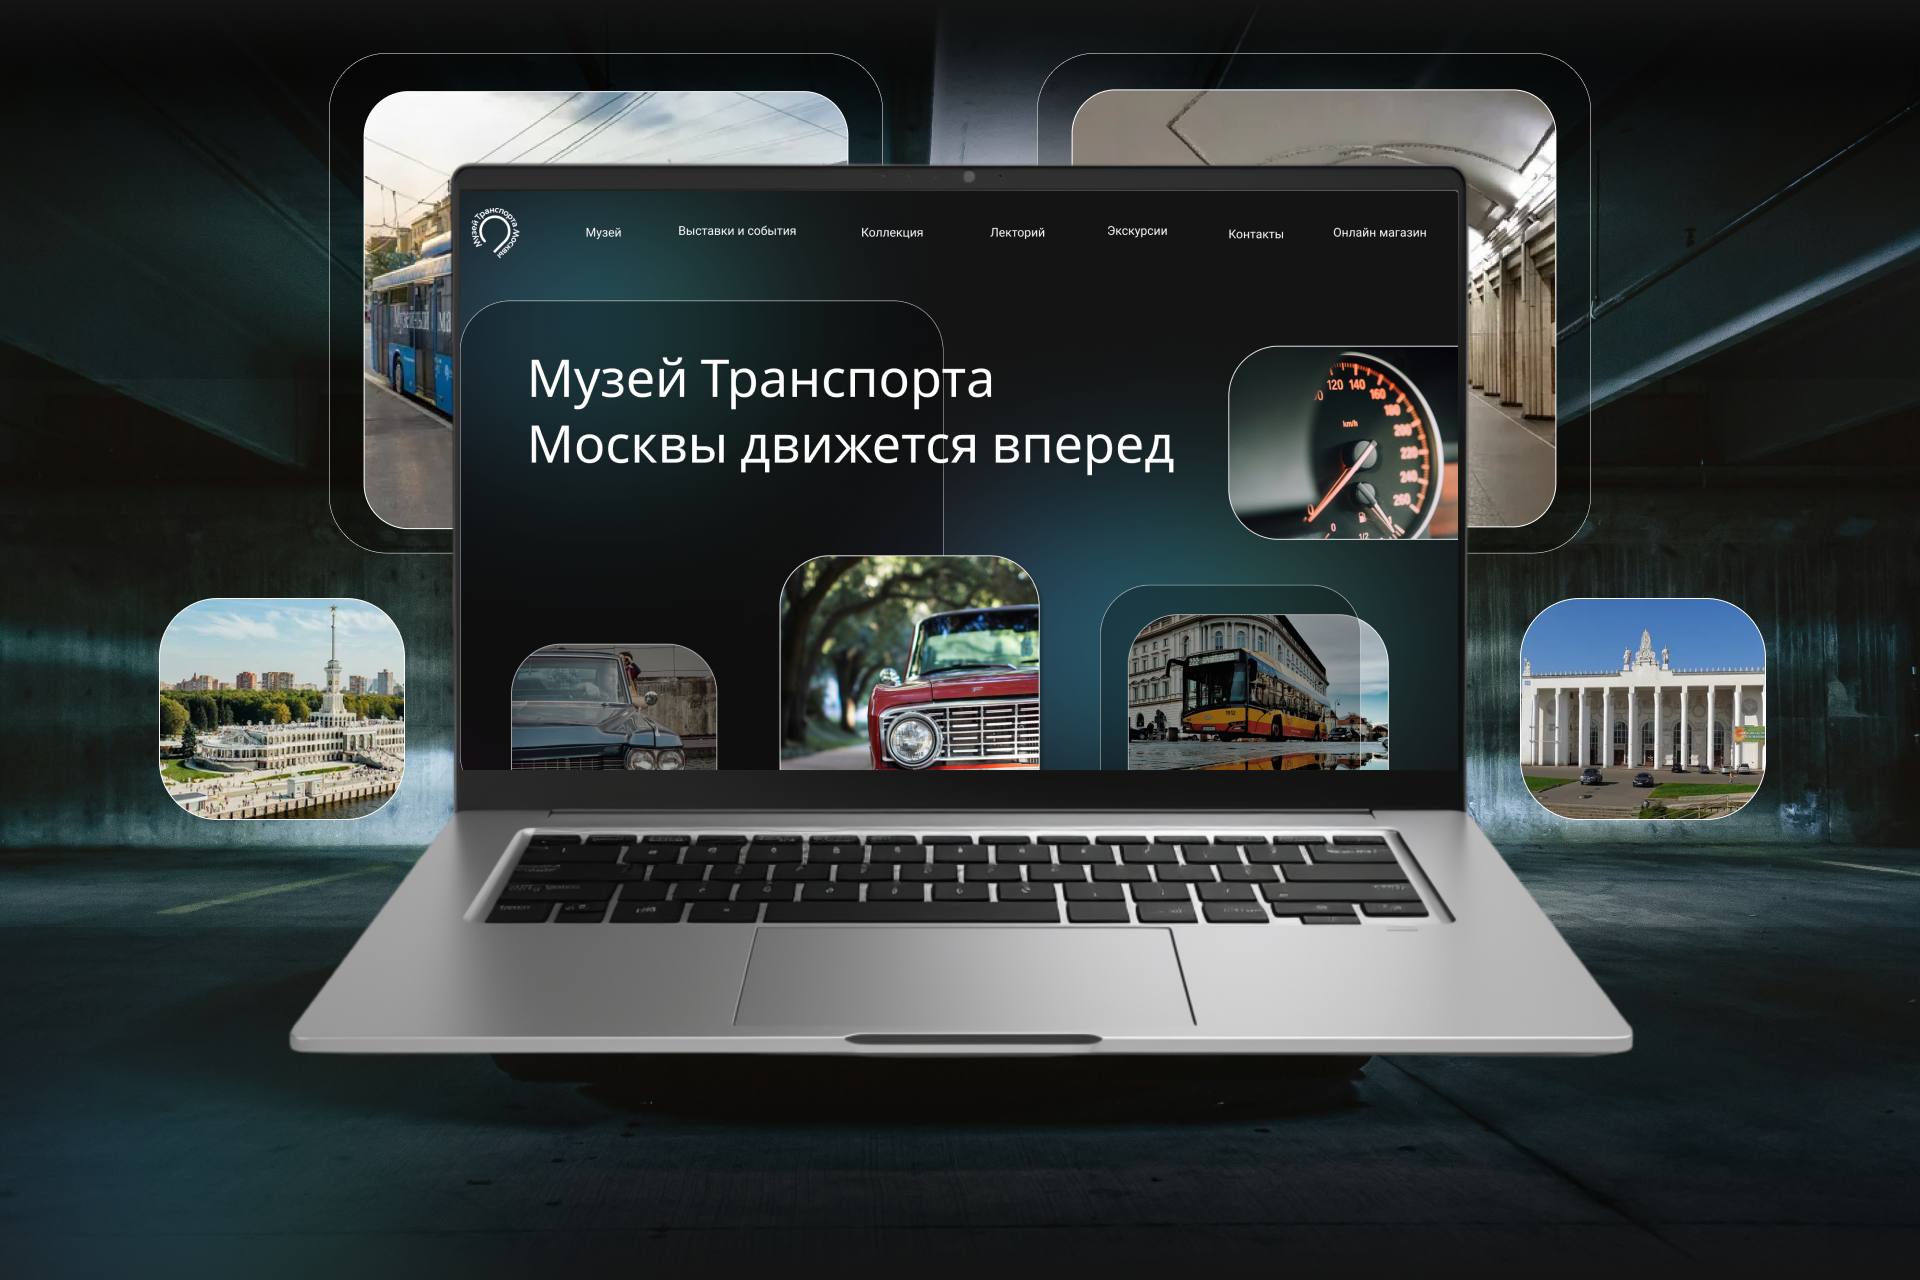 Музей Транспорта Москвы
Музей
Выставки и события
Коллекция
Лекторий
Экскурсии
Контакты
Онлайн магазин
Музей Транспорта
Москвы движется вперед
120 140
160
180
200
220
240
260
km/h
0
0
1/2